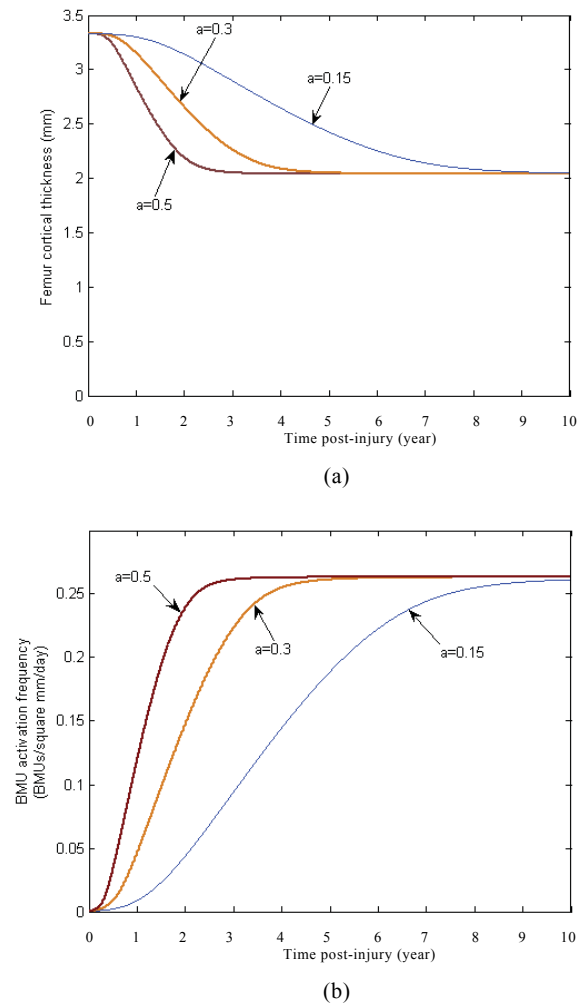 3.5
3
2.5
2
1.5
1
0.5
0
Femur cortical thickness (mm)
a=0.3
a=0.15
a=0.5
0 1 2 3 4 5 6 7 8 9 10
Time post-injury (year)
(a)
0.25
0.2
0.15
0.1
0.05
0
BMU activation frequency
(BMUs/square mm/day)
a=0.5
a=0.3
a=0.15
0 1 2 3 4 5 6 7 8 9 10
Time post-injury (year)
(b)